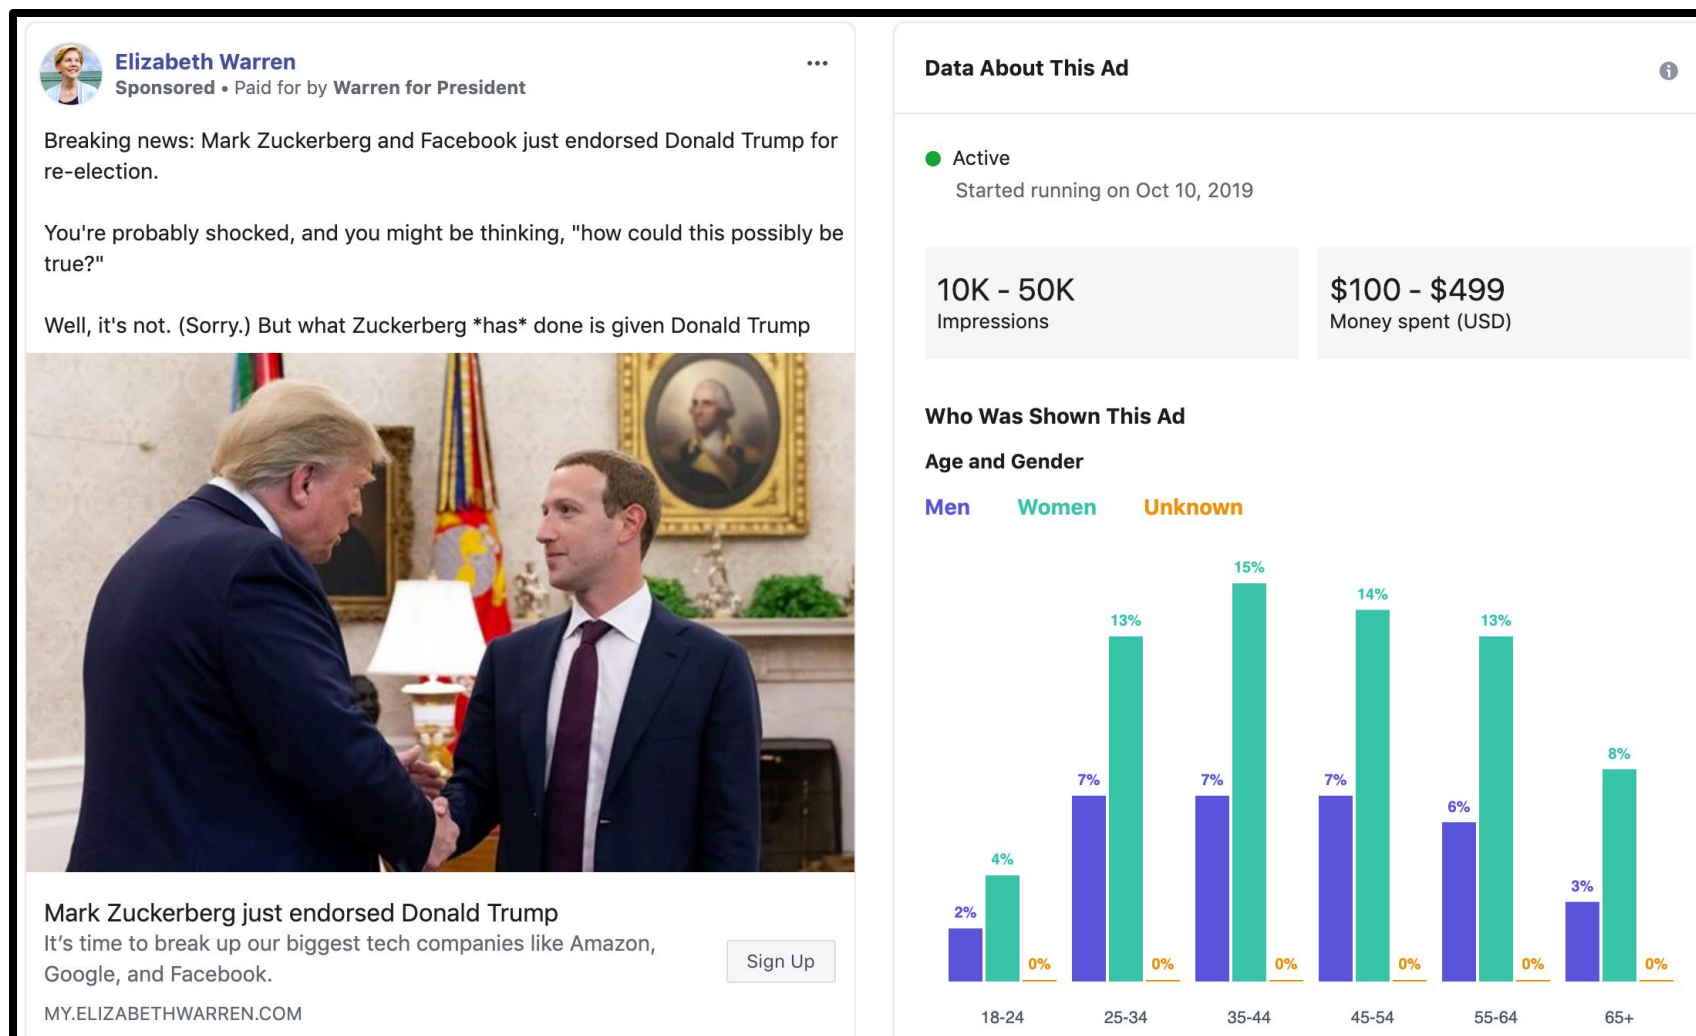 Elizabeth Warren
Sponsored • Paid for by Warren for President
Breaking news: Mark Zuckerberg and Facebook just endorsed Donald Trump for
re-election.
You're probably shocked, and you might be thinking, "how could this possibly be
true?"
Well, it's not. (Sorry.) But what Zuckerberg *has* done is given Donald Trump
Mark Zuckerberg just endorsed Donald Trump
It's time to break up our biggest tech companies like Amazon,
Google, and Facebook.
Sign Up
MY.ELIZABETHWARREN.COM
Data About This Ad
Active
Started running on Oct 10, 2019
10K - 50K
Impressions
$100 - $499
Money spent (USD)
Who Was Shown This Ad
Age and Gender
Men Women Unknown
2% 4% 0%
7% 13% 0%
7% 15% 0%
7% 14% 0%
6% 13% 0%
3% 8% 0%
18-24 25-34 35-44 45-54 55-64 65+